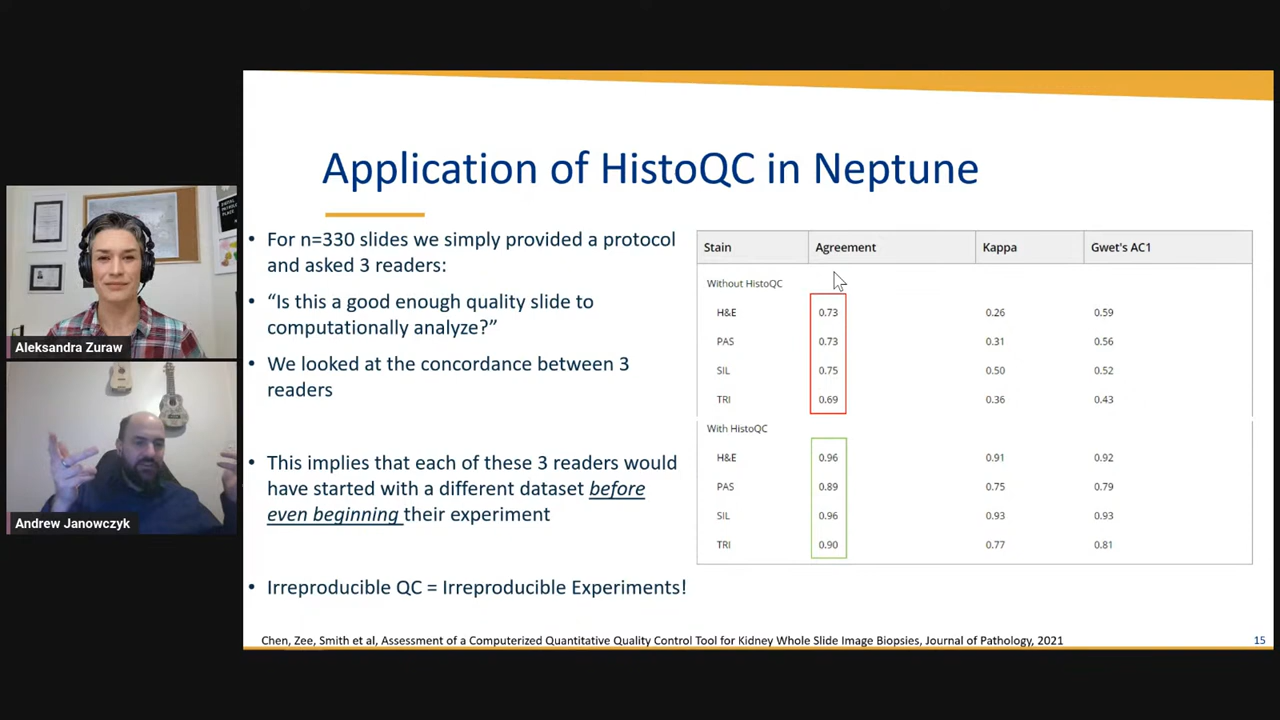 Application of HistoQC in Neptune
• For n=330 slides we simply provided a protocol
and asked 3 readers:
• “Is this a good enough quality slide to
computationally analyze?”
• We looked at the concordance between 3
readers
• This implies that each of these 3 readers would
have started with a different dataset before
even beginning their experiment
• Irreproducible QC = Irreproducible Experiments!
Stain Agreement Kappa Gwet's AC1
Without HistoQC
H&E 0.73 0.26 0.59
PAS 0.73 0.31 0.56
SIL 0.75 0.50 0.52
TRI 0.69 0.36 0.43
With HistoQC
H&E 0.96 0.91 0.92
PAS 0.89 0.75 0.79
SIL 0.96 0.93 0.93
TRI 0.90 0.77 0.81
Chen, Zee, Smith et al, Assessment of a Computerized Quantitative Quality Control Tool for Kidney Whole Slide Image Biopsies, Journal of Pathology, 2021
15
Aleksandra Zuraw
Andrew Janowczyk